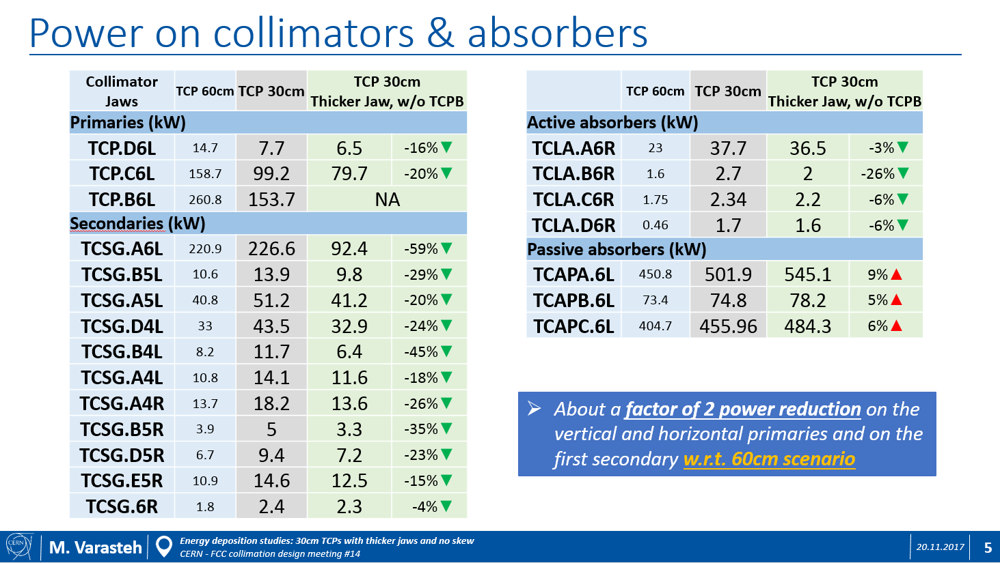 Power on collimators & absorbers
Collimator
Jaws
TCP 60cm
TCP 30cm
TCP 30cm
Thicker Jaw, w/o TCPB
Primaries (kW)
TCP.D6L 14.7 7.7 6.5 -16%▼
TCP.C6L 158.7 99.2 79.7 -20%▼
TCP.B6L 260.8 153.7 NA
Secondaries (kW)
TCSG.A6L 220.9 226.6 92.4 -59%▼
TCSG.B5L 10.6 13.9 9.8 -29%▼
TCSG.A5L 40.8 51.2 41.2 -20%▼
TCSG.D4L 33 43.5 32.9 -24%▼
TCSG.B4L 8.2 11.7 6.4 -45%▼
TCSG.A4L 10.8 14.1 11.6 -18%▼
TCSG.A4R 13.7 18.2 13.6 -26%▼
TCSG.B5R 3.9 5 3.3 -35%▼
TCSG.D5R 6.7 9.4 7.2 -23%▼
TCSG.E5R 10.9 14.6 12.5 -15%▼
TCSG.6R 1.8 2.4 2.3 -4%▼
TCP 60cm
TCP 30cm
TCP 30cm
Thicker Jaw, w/o TCPB
Active absorbers (kW)
TCLA.A6R 23 37.7 36.5 -3%▼
TCLA.B6R 1.6 2.7 2 -26%▼
TCLA.C6R 1.75 2.34 2.2 -6%▼
TCLA.D6R 0.46 1.7 1.6 -6%▼
Passive absorbers (kW)
TCAPA.6L 450.8 501.9 545.1 9%▲
TCAPB.6L 73.4 74.8 78.2 5%▲
TCAPC.6L 404.7 455.96 484.3 6%▲
➢ About a factor of 2 power reduction on the
vertical and horizontal primaries and on the
first secondary w.r.t. 60cm scenario
CERN
M. Varasteh
Energy deposition studies: 30cm TCPs with thicker jaws and no skew
CERN - FCC collimation design meeting #14
20.11.2017
5